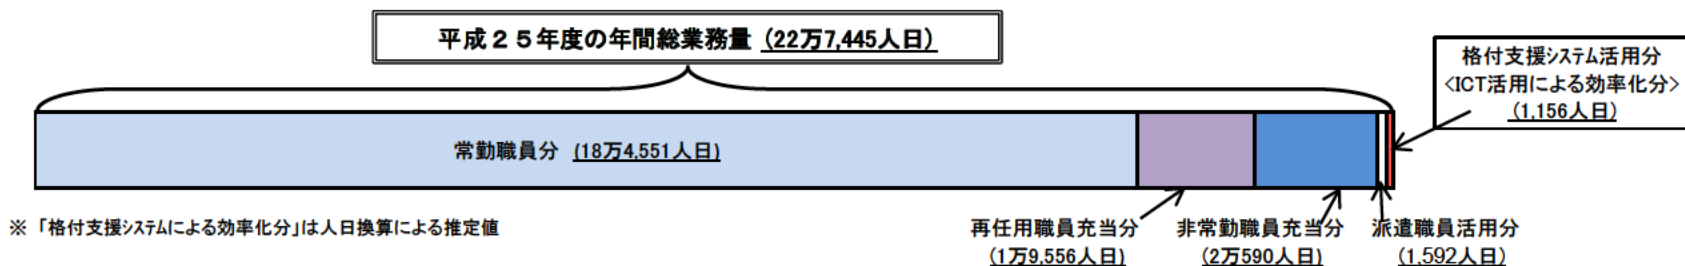 平成２５年度の年間総業務量 (22万7,445人日)
格付支援システム活用分
<ICT活用による効率化分>
(1,156人日)
常勤職員分 (18万4,551人日)
再任用職員充当分
(1万9,556人日)
非常勤職員充当分
(2万590人日)
派遣職員活用分
(1,592人日)
※ 「格付支援システムによる効率化分」は人日換算による推定値